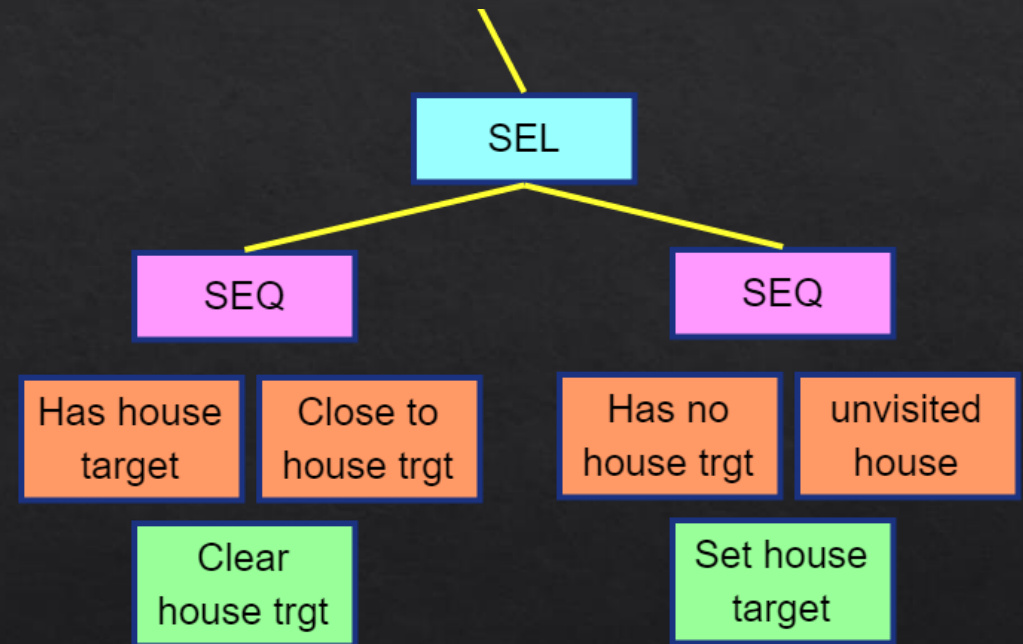 SEL
SEQ
SEQ
Has house
target
Close to
house trgt
Has no
house trgt
unvisited
house
Clear
house trgt
Set house
target